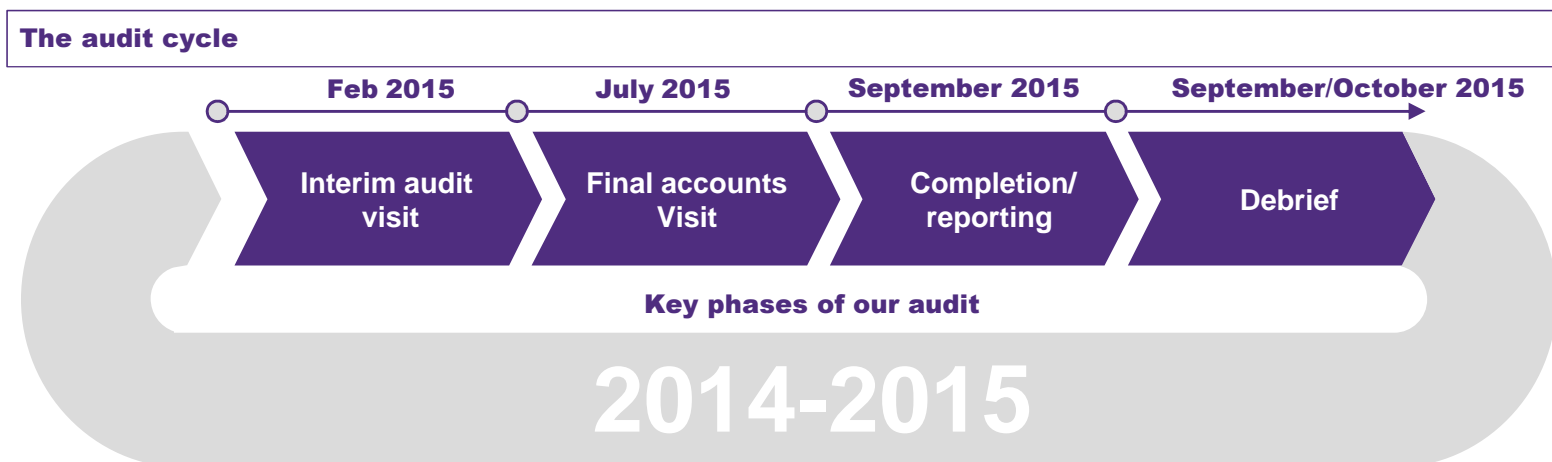 The audit cycle
Feb 2015
July 2015
September 2015
September/October 2015
Interim audit
visit
Final accounts
Visit
Completion/
reporting
Debrief
Key phases of our audit
2014-2015